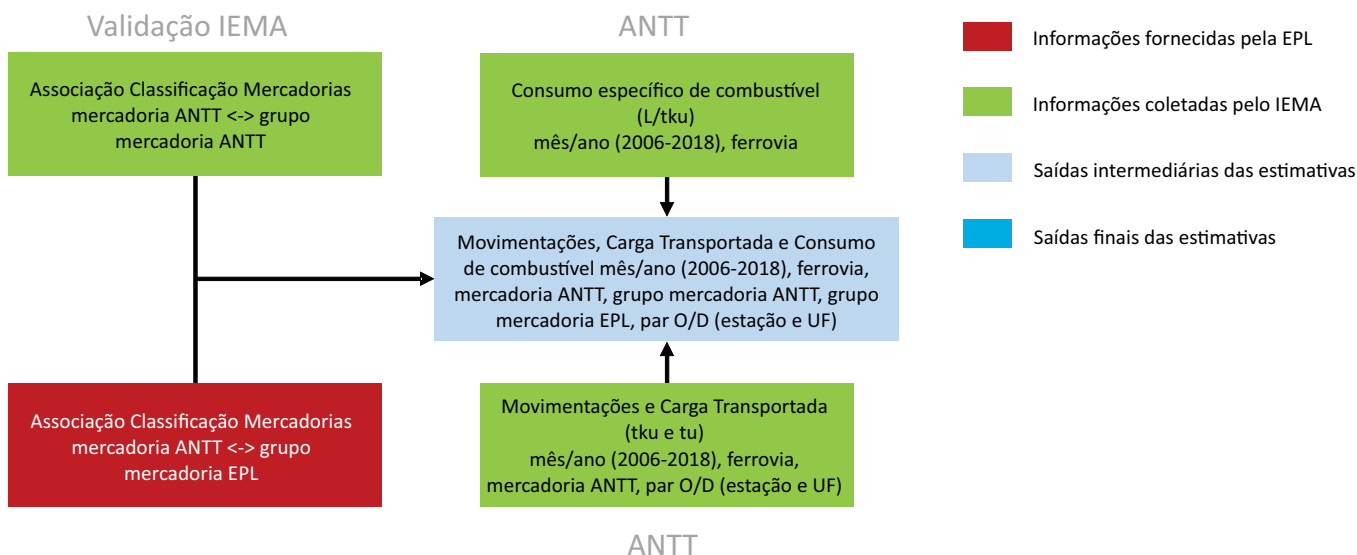 Validação IEMA
Associação Classificação Mercadorias
mercadoria ANTT <-> grupo
mercadoria ANTT
Associação Classificação Mercadorias
mercadoria ANTT <-> grupo
mercadoria EPL
ANTT
Consumo específico de combustível
(L/tku)
mês/ano (2006-2018), ferrovia
Movimentações, Carga Transportada e Consumo
de combustível mês/ano (2006-2018), ferrovia,
mercadoria ANTT, grupo mercadoria ANTT, grupo
mercadoria EPL, par O/D (estação e UF)
Movimentações e Carga Transportada
(tku e tu)
mês/ano (2006-2018), ferrovia,
mercadoria ANTT, par O/D (estação e UF)
ANTT
Informações fornecidas pela EPL
Informações coletadas pelo IEMA
Saídas intermediárias das estimativas
Saídas finais das estimativas